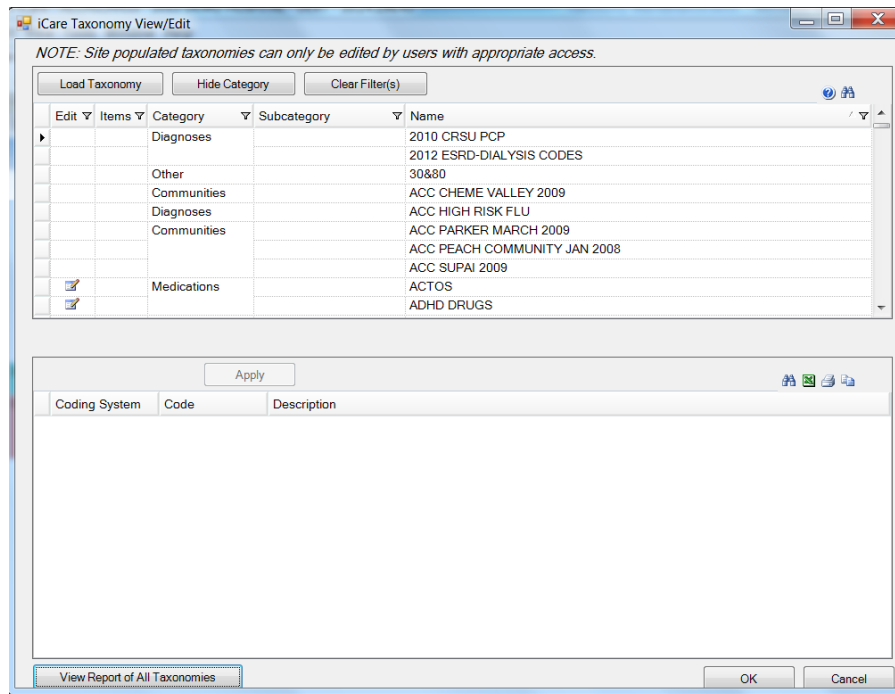 iCare Taxonomy View/Edit
NOTE: Site populated taxonomies can only be edited by users with appropriate access.
Load Taxonomy Hide Category Clear Filter(s)
Edit Items Category Subcategory Name
Diagnoses 2010 CRSU PCP
2012 ESRD-DIALYSIS CODES
Other 30&80
Communities ACC CHEME VALLEY 2009
Diagnoses ACC HIGH RISK FLU
Communities ACC PARKER MARCH 2009
ACC PEACH COMMUNITY JAN 2008
ACC SUPAI 2009
Medications ACTOS
ADHD DRUGS
Apply
Coding System Code Description
View Report of All Taxonomies OK Cancel